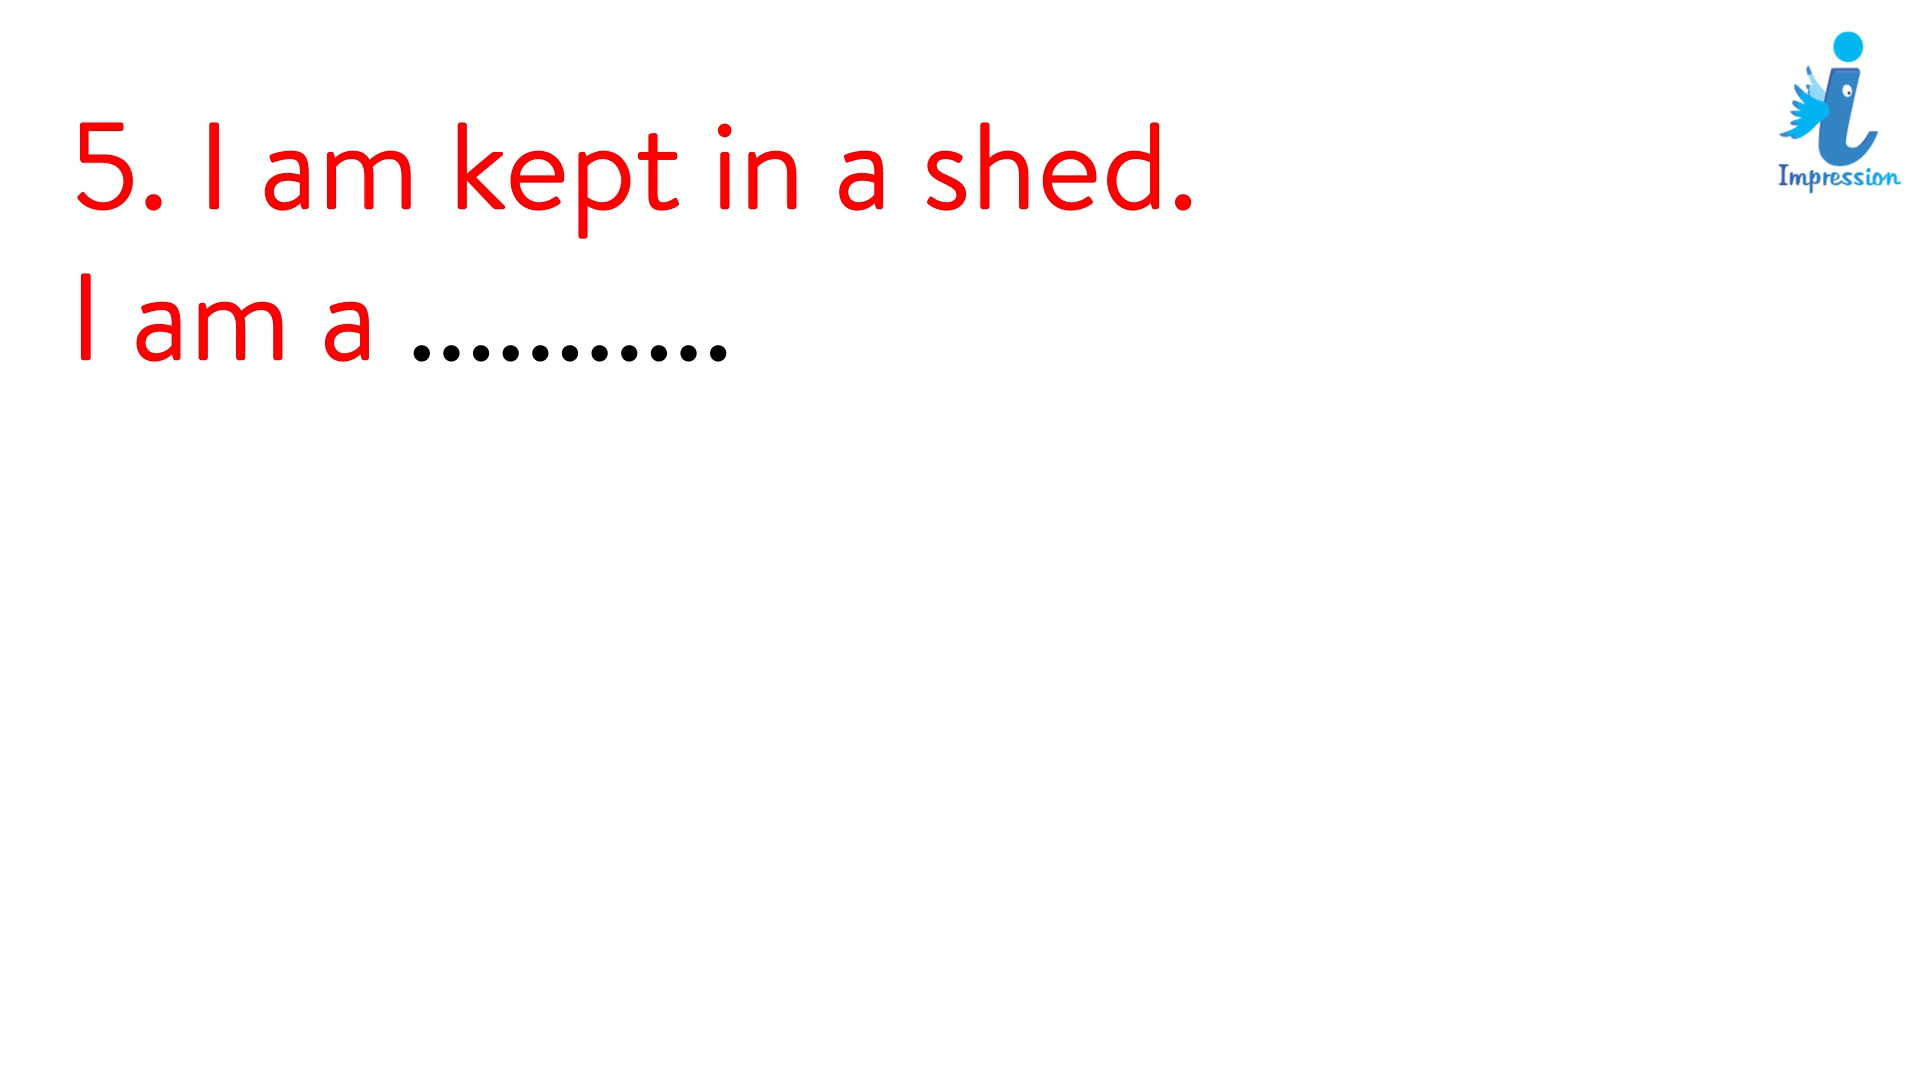 5. I am kept in a shed.
I am a ...........
Impression